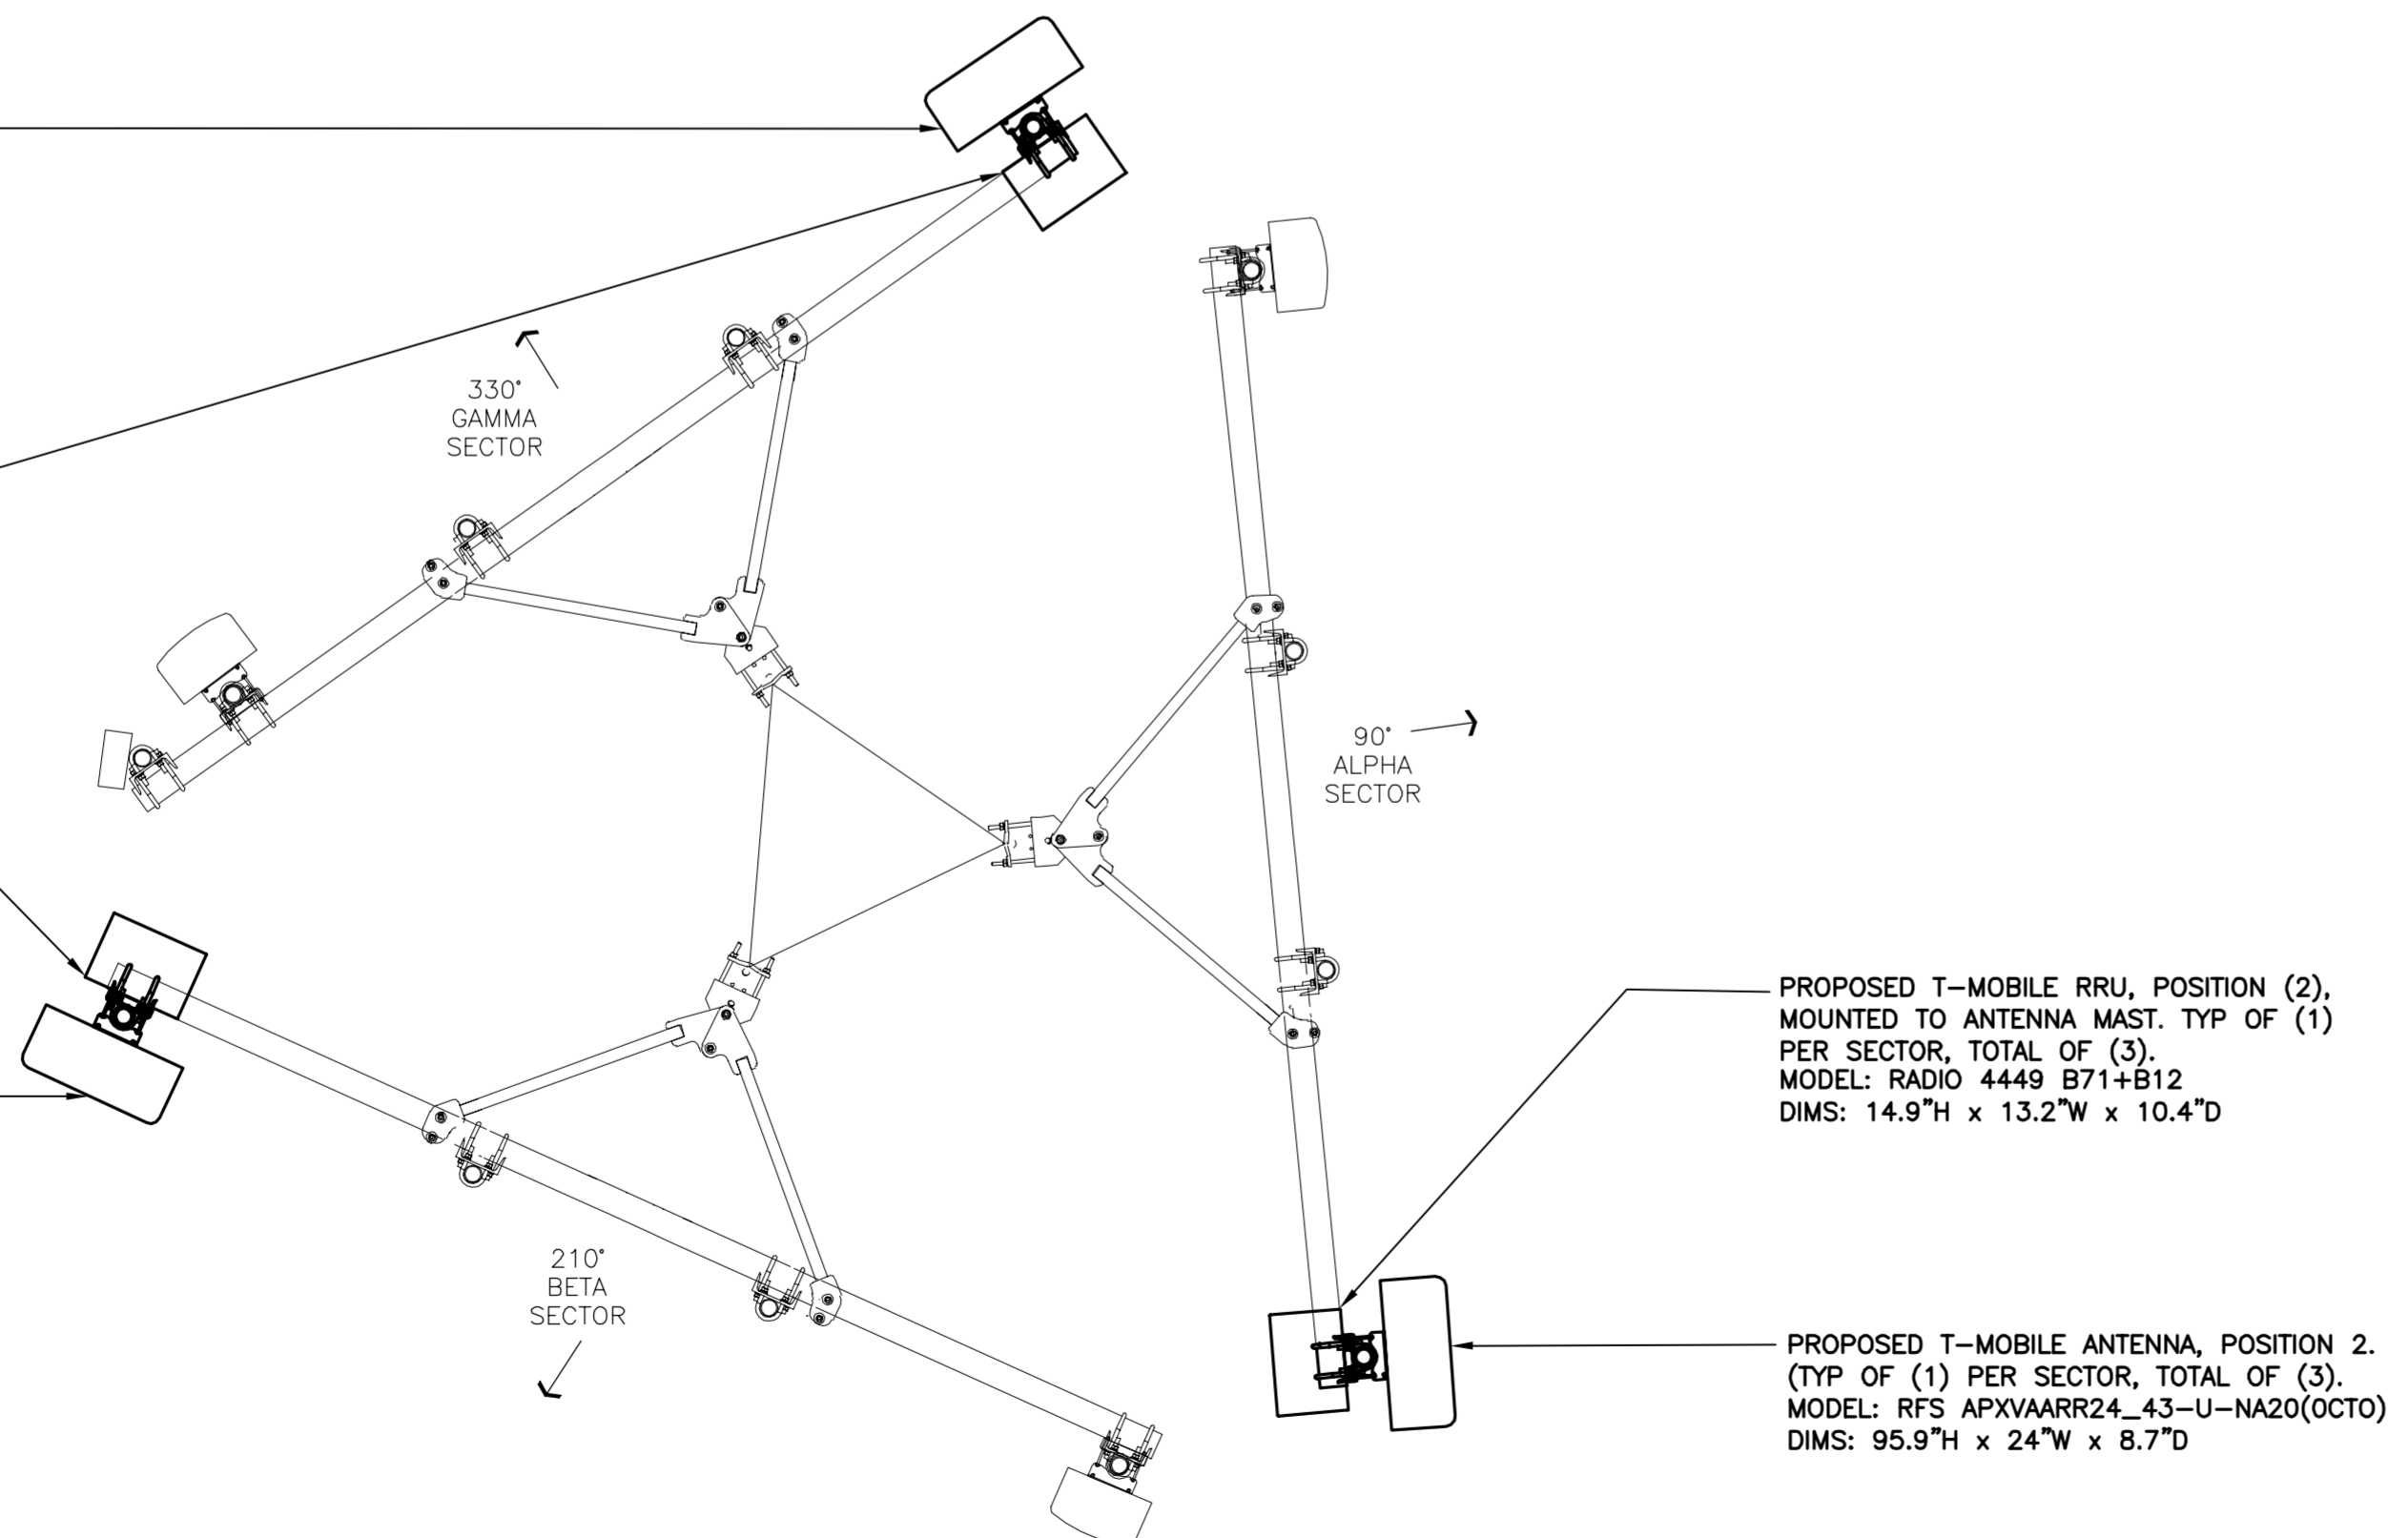 330°
GAMMA
SECTOR
90°
ALPHA
SECTOR
210°
BETA
SECTOR
PROPOSED T-MOBILE RRU, POSITION (2),
MOUNTED TO ANTENNA MAST. TYP OF (1)
PER SECTOR, TOTAL OF (3).
MODEL: RADIO 4449 B71+B12
DIMS: 14.9"H x 13.2"W x 10.4"D
PROPOSED T-MOBILE ANTENNA, POSITION 2.
(TYP OF (1) PER SECTOR, TOTAL OF (3).
MODEL: RFS APXVAARR24_43-U-NA20(OCTO)
DIMS: 95.9"H x 24"W x 8.7"D